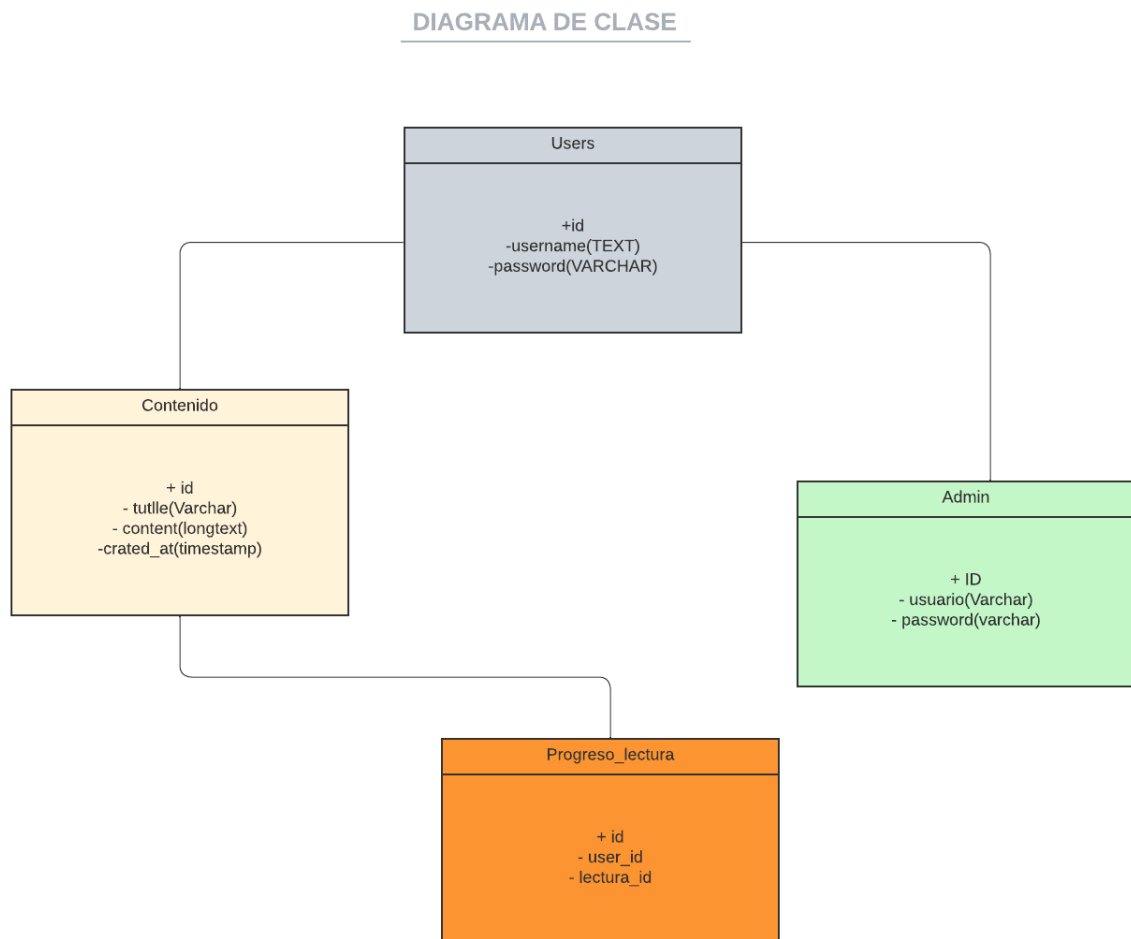 DIAGRAMA DE CLASE
Users
+id
-username(TEXT)
-password(VARCHAR)
Contenido
+ id
- tutlle(Varchar)
- content(longtext)
-crated_at(timestamp)
Admin
+ ID
- usuario(Varchar)
- password(varchar)
Progreso_lectura
+ id
- user_id
- lectura_id